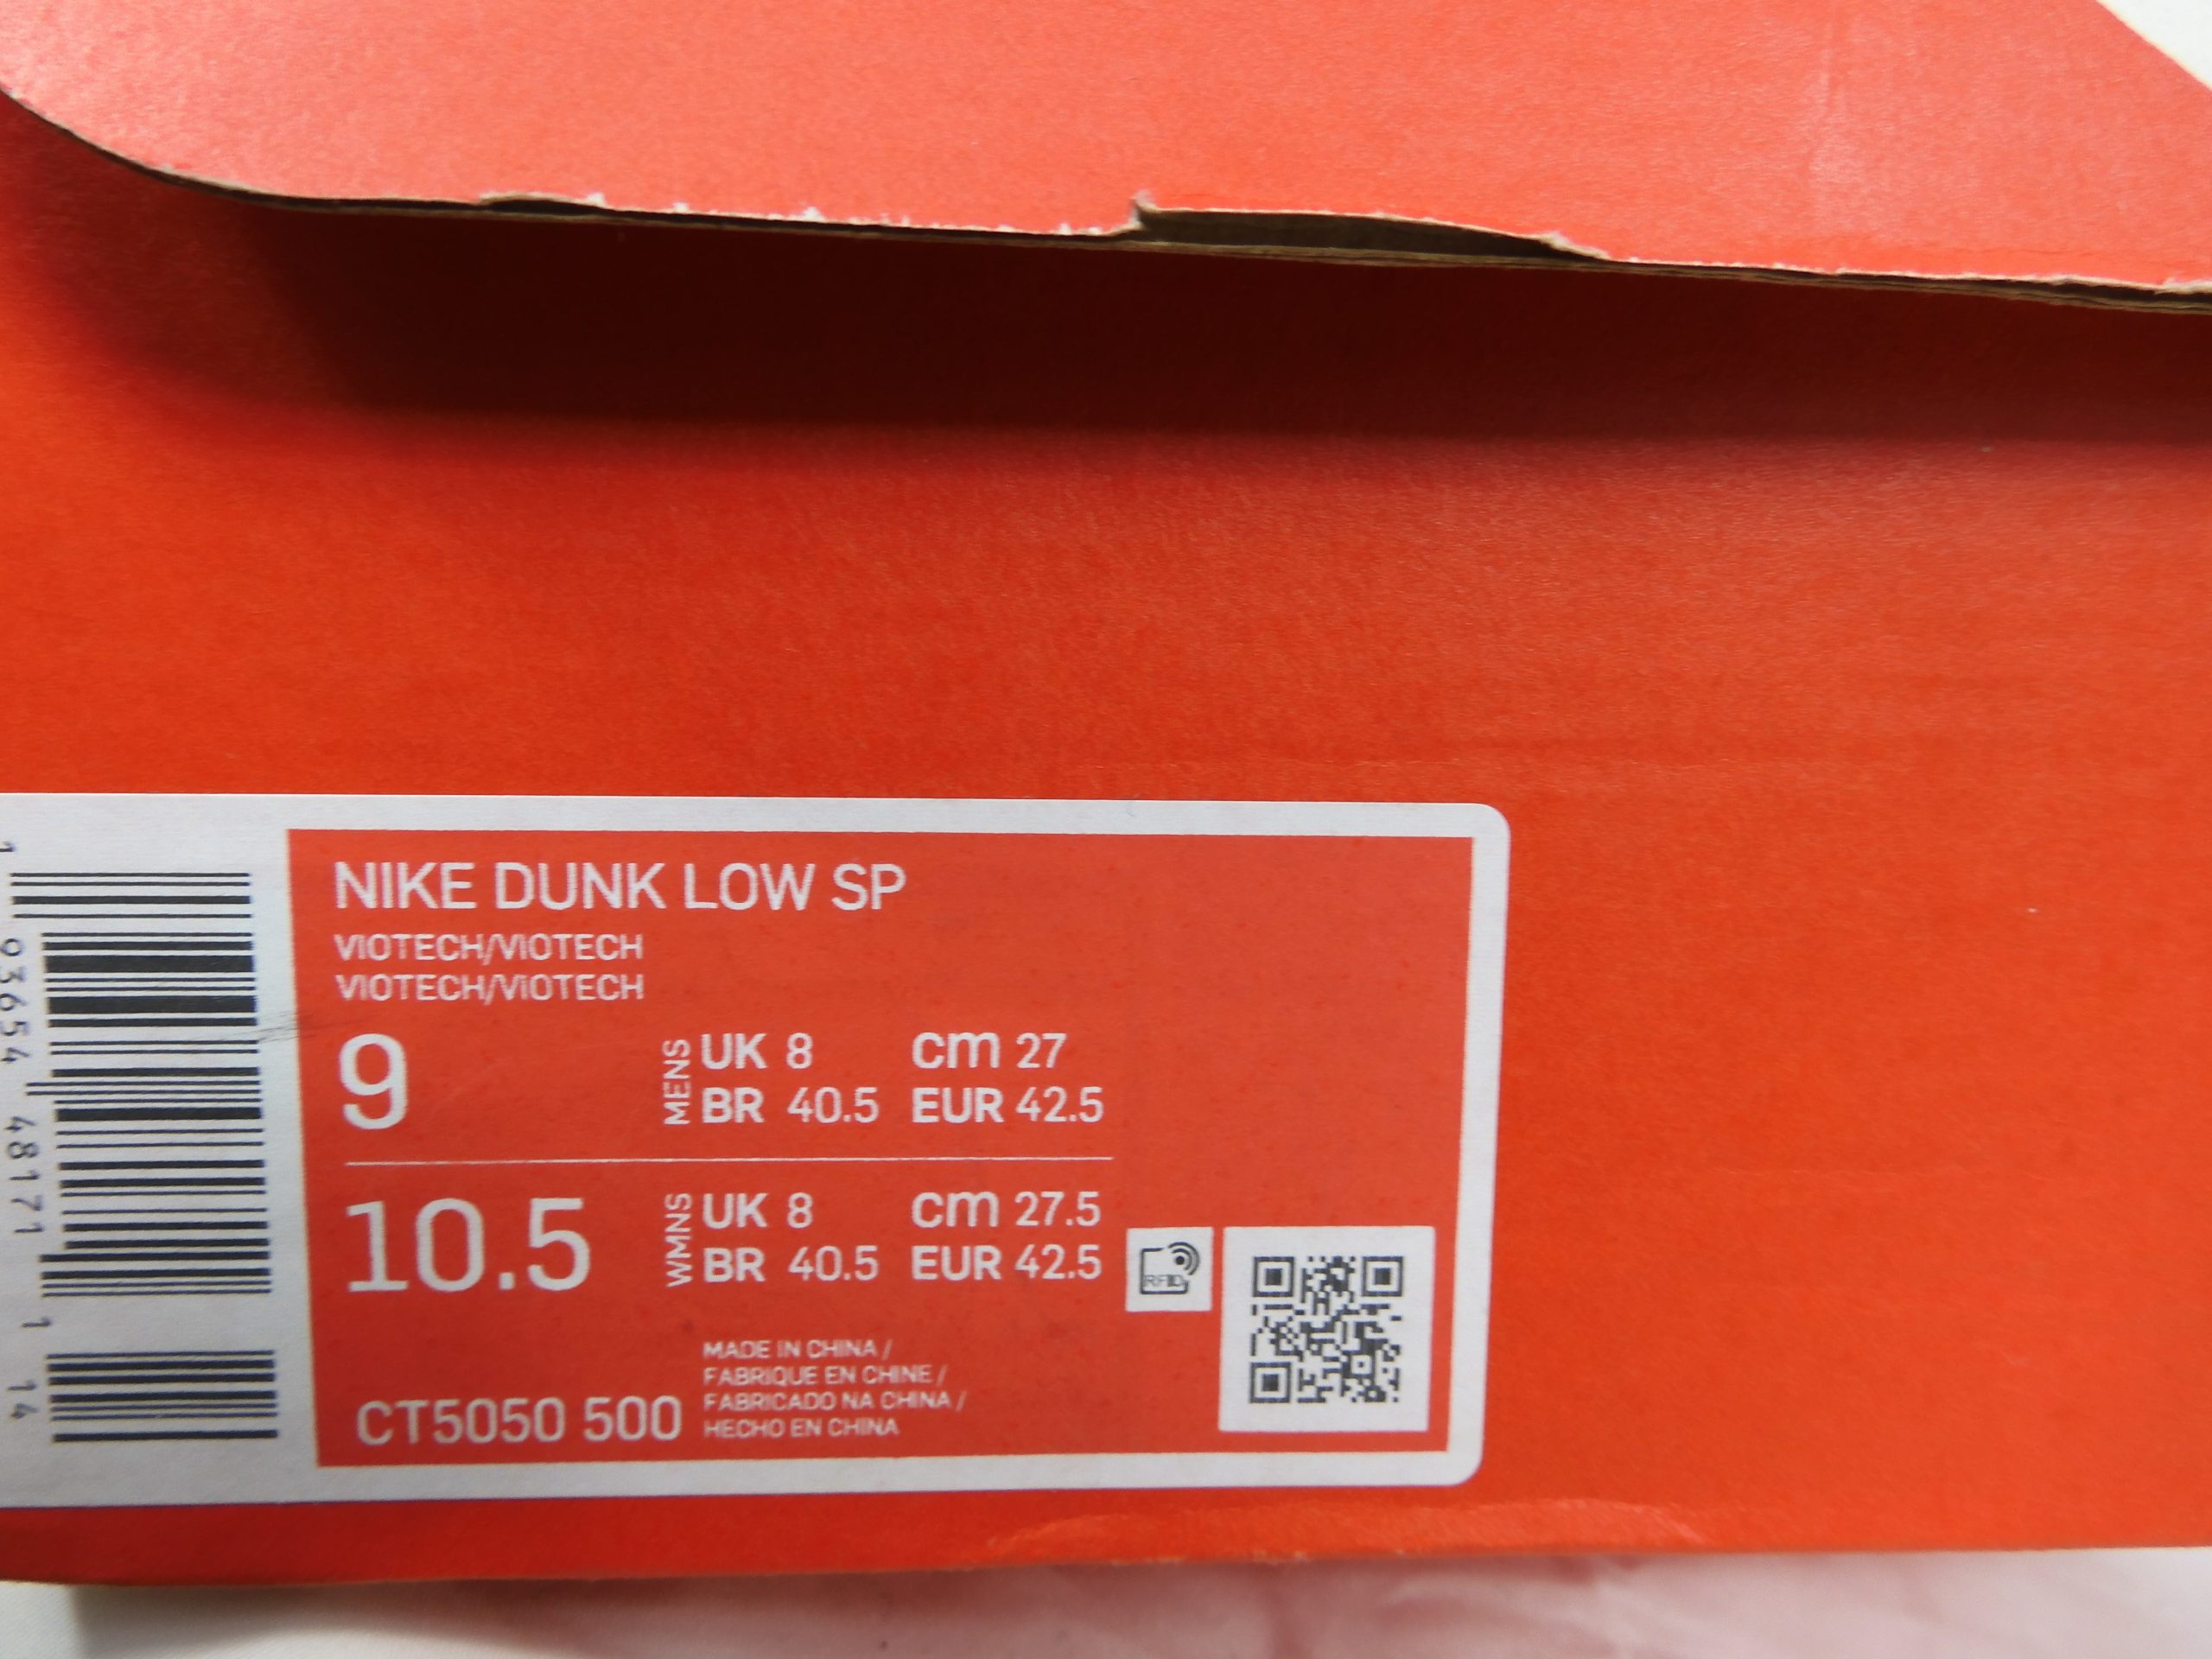 NIKE DUNK LOW SP
VIOTECH/VIOTECH
VIOTECH/VIOTECH
9
MENS
UK 8 cm 27
BR 40.5 EUR 42.5
10.5
WMNS
UK 8 cm 27.5
BR 40.5 EUR 42.5
RFID
MADE IN CHINA /
FABRIQUE EN CHINE /
FABRICADO NA CHINA /
HECHO EN CHINA
CT5050 500
1 93654 48171 1 14